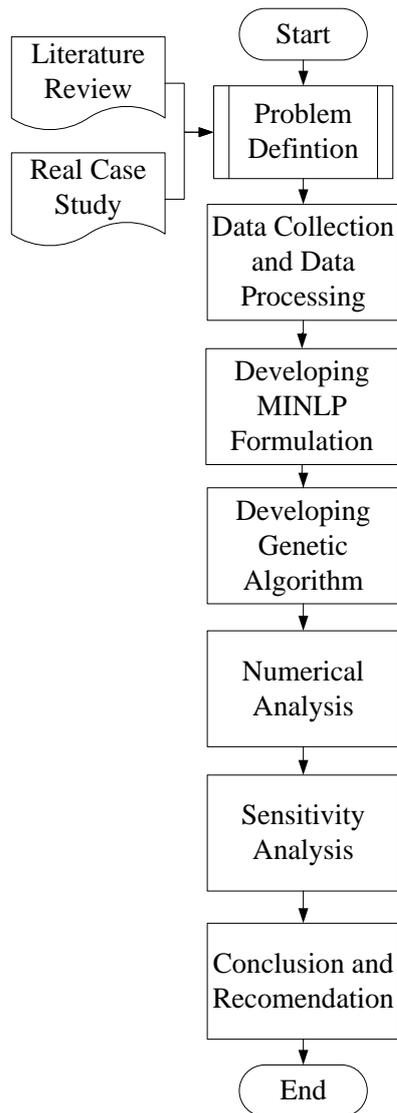 Start
Literature
Review
Real Case
Study
Problem
Defintion
Data Collection
and Data
Processing
Developing
MINLP
Formulation
Developing
Genetic
Algorithm
Numerical
Analysis
Sensitivity
Analysis
Conclusion and
Recomendation
End